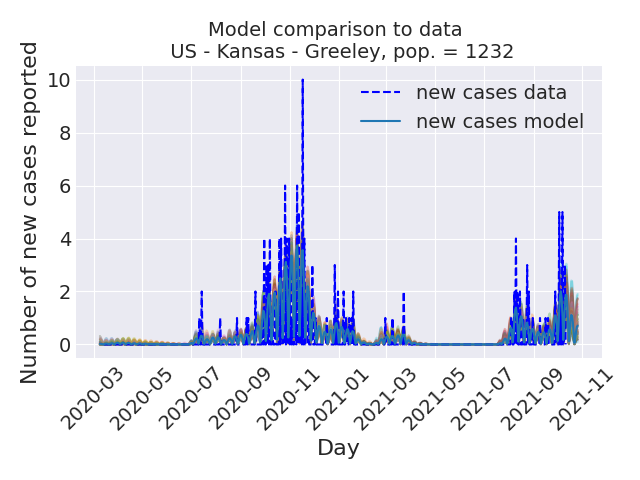 Model comparison to data
US - Kansas - Greeley, pop. = 1232
Number of new cases reported
10
8
6
4
2
0
new cases data
new cases model
2020-03
2020-05
2020-07
2020-09
2020-11
2021-01
2021-03
2021-05
2021-07
2021-09
2021-11
Day